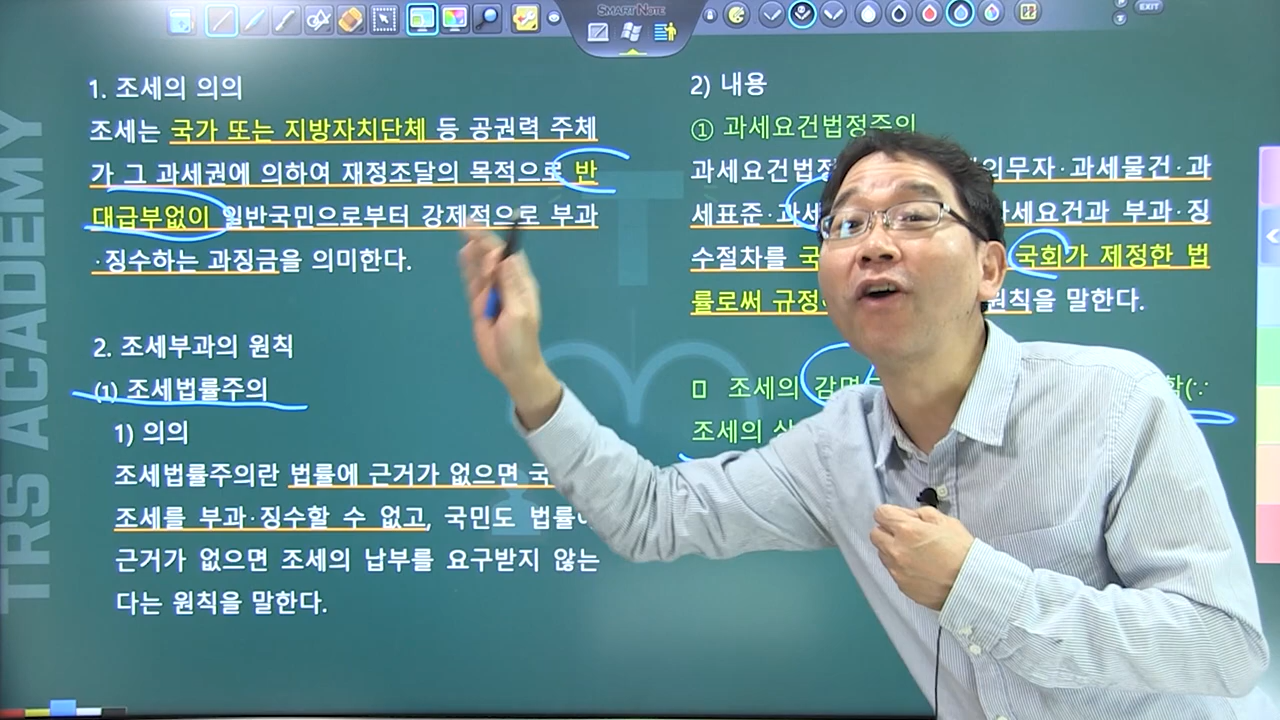 SMART NOTE
EXIT
TRS ACADEMY
1. 조세의 의의
조세는 국가 또는 지방자치단체 등 공권력 주체
가 그 과세권에 의하여 재정조달의 목적으로 반
대급부없이 일반국민으로부터 강제적으로 부과
·징수하는 과징금을 의미한다.
2. 조세부과의 원칙
(1) 조세법률주의
1) 의의
조세법률주의란 법률에 근거가 없으면 국
조세를 부과·징수할 수 없고, 국민도 법률
근거가 없으면 조세의 납부를 요구받지 않는
다는 원칙을 말한다.
2) 내용
① 과세요건법정주의
과세요건법정 의무자·과세물건·과
세표준· 과세요건과 부과·징
수절차를 국회가 제정한 법
률로써 규정 원칙을 말한다.
조세의 감면 (∵
조세의